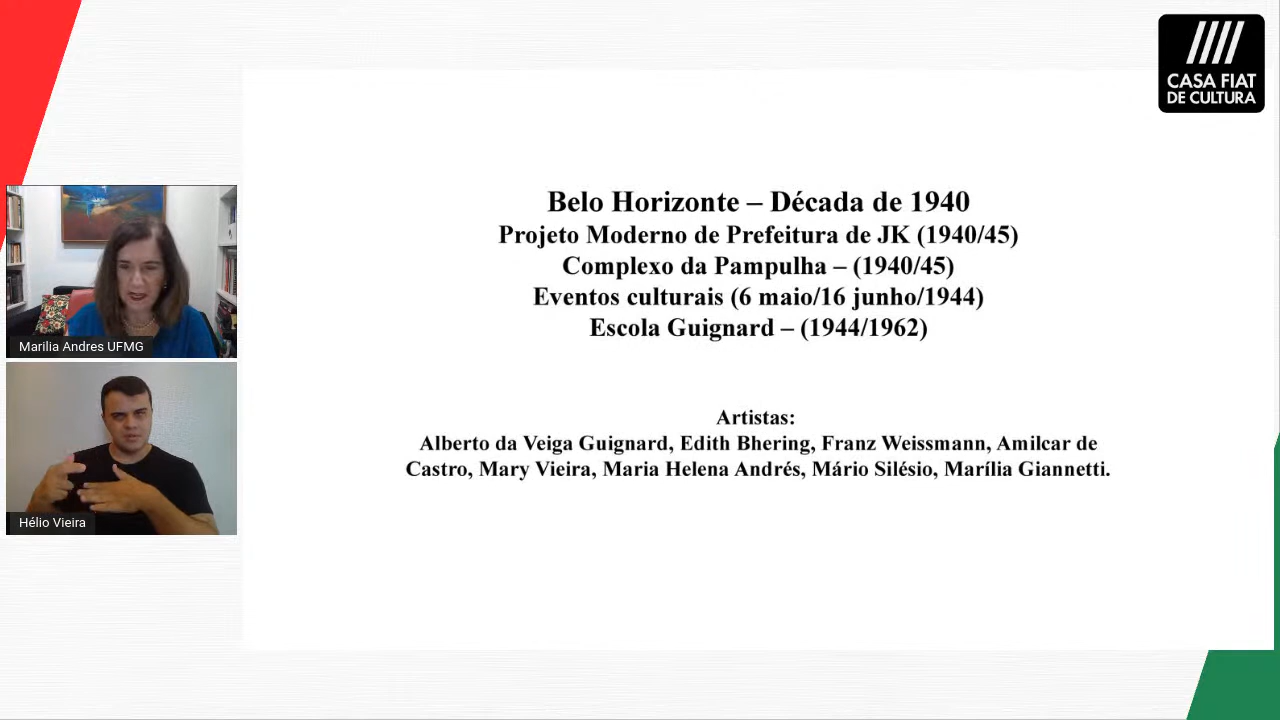 CASA FIAT
DE CULTURA
Belo Horizonte – Década de 1940
Projeto Moderno de Prefeitura de JK (1940/45)
Complexo da Pampulha – (1940/45)
Eventos culturais (6 maio/16 junho/1944)
Escola Guignard – (1944/1962)
Artistas:
Alberto da Veiga Guignard, Edith Bhering, Franz Weissmann, Amilcar de
Castro, Mary Vieira, Maria Helena Andrés, Mário Silésio, Marília Giannetti.
Marilia Andres UFMG
Hélio Vieira